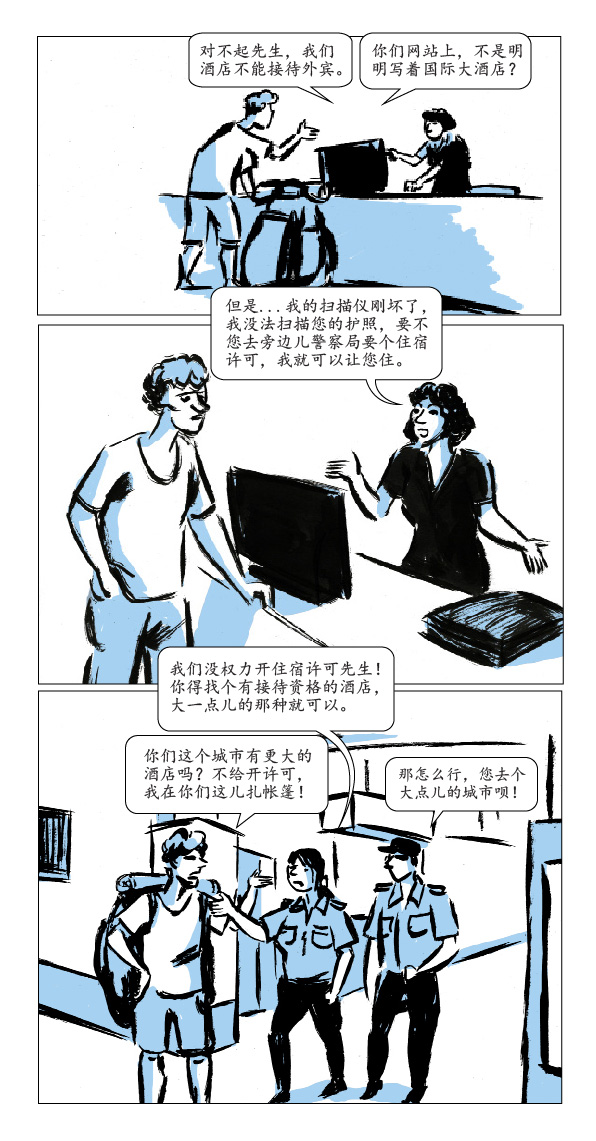 对不起先生，我们
酒店不能接待外宾。
你们网站上，不是明
明写着国际大酒店？
但是...我的扫描仪刚坏了，
我没法扫描您的护照，要不
您去旁边儿警察局要个住宿
许可，我就可以让您住。
我们没权力开住宿许可先生！
你得找个有接待资格的酒店，
大一点儿的那种就可以。
你们这个城市有更大的
酒店吗？不给开许可，
我在你们这儿扎帐篷！
那怎么行，您去个
大点儿的城市呗！